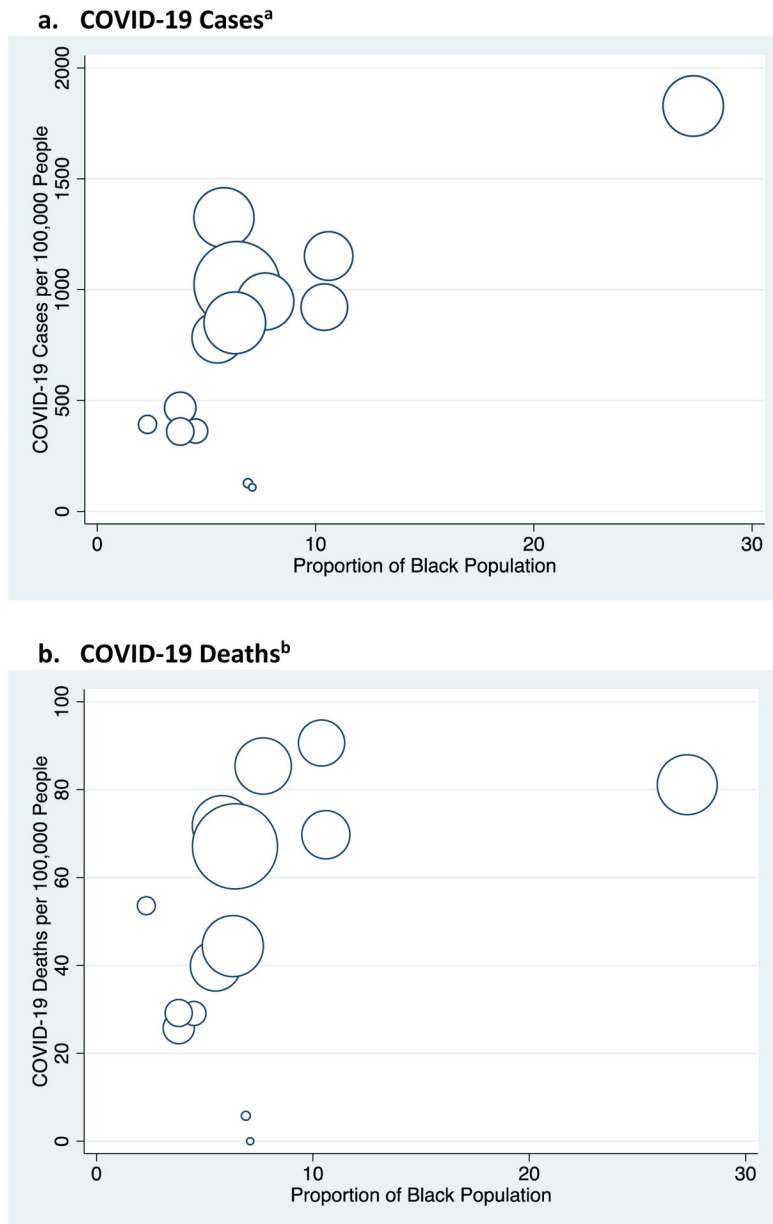 a. COVID-19 Casesᵃ
COVID-19 Cases per 100,000 People
2000
1500
1000
500
0
0 10 20 30
Proportion of Black Population
b. COVID-19 Deathsᵇ
COVID-19 Deaths per 100,000 People
100
80
60
40
20
0
0 10 20 30
Proportion of Black Population